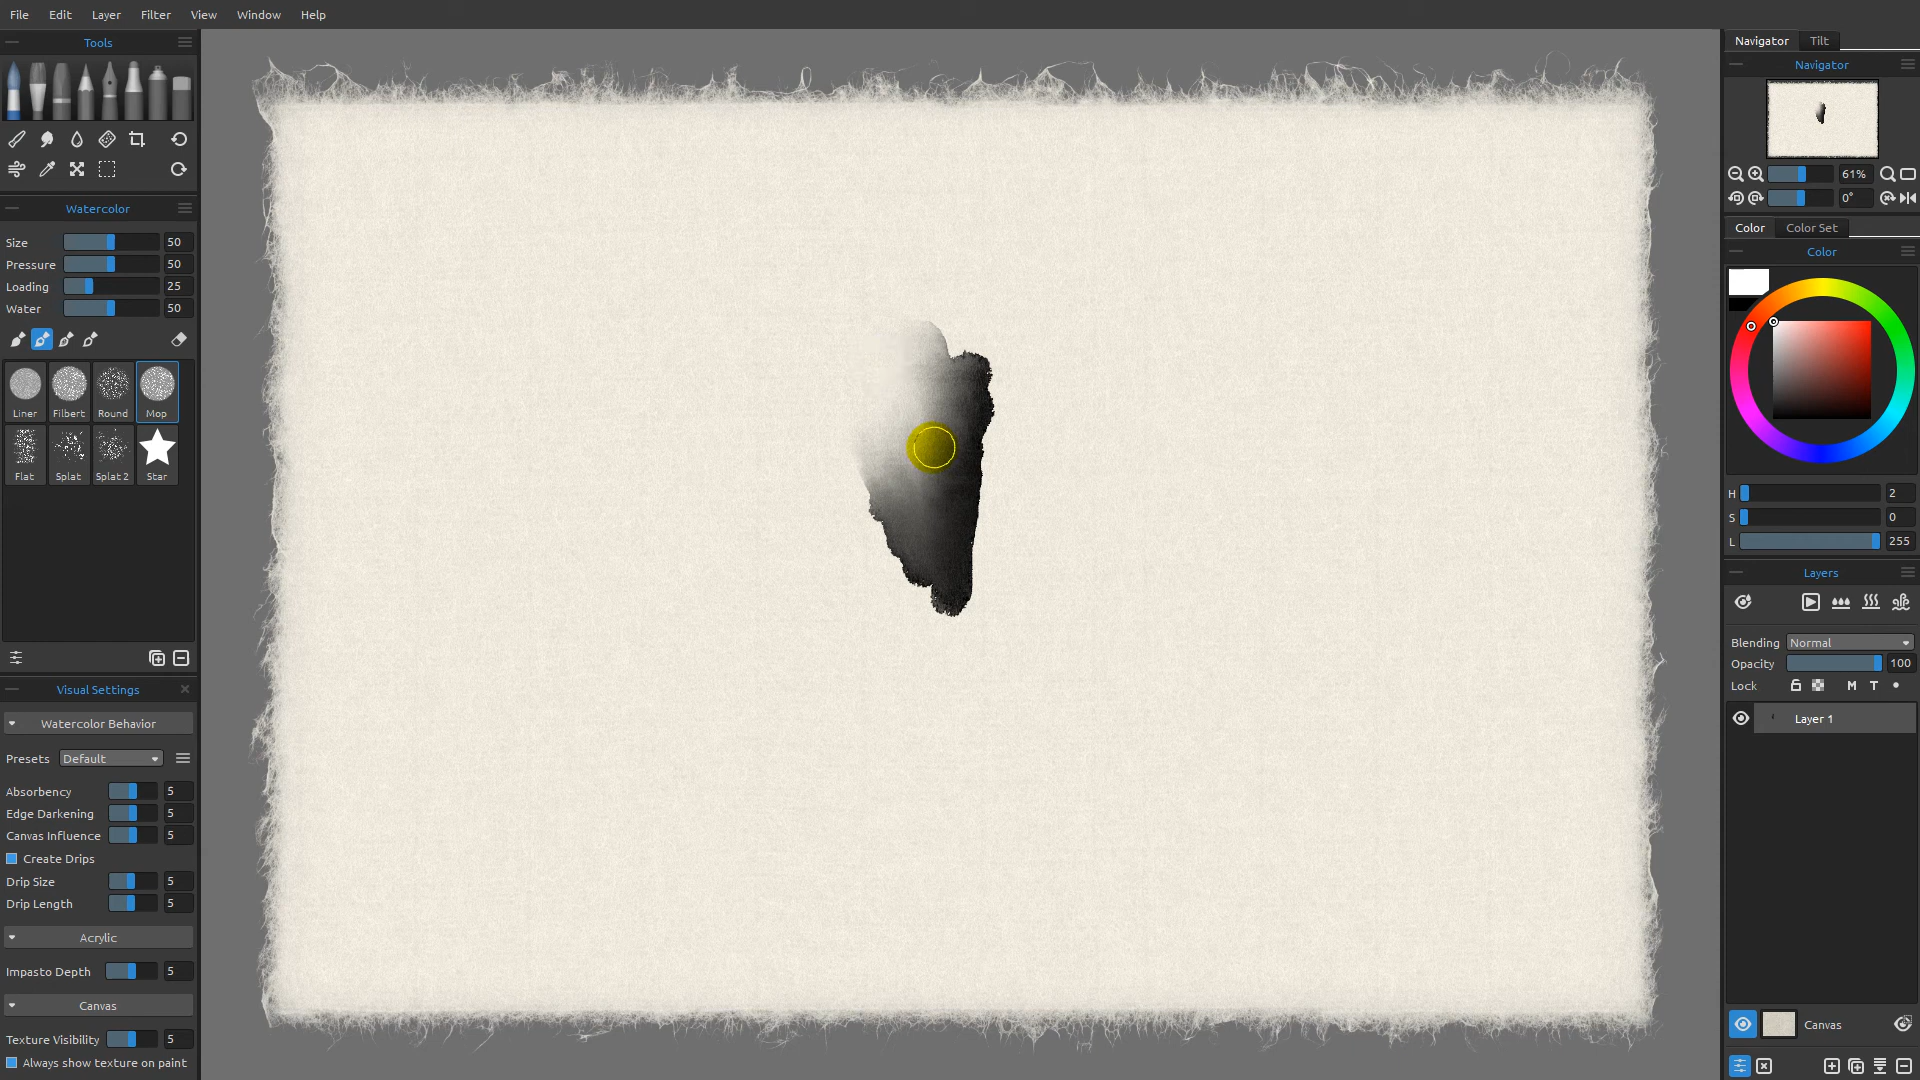 File Edit Layer Filter View Window Help
Tools
Watercolor
Size 50
Pressure 50
Loading 25
Water 50
Liner Filbert Round Mop
Flat Splat Splat 2 Star
Visual Settings
Watercolor Behavior
Presets Default
Absorbency 5
Edge Darkening 5
Canvas Influence 5
Create Drips
Drip Size 5
Drip Length 5
Acrylic
Impasto Depth 5
Canvas
Texture Visibility 5
Always show texture on paint
Navigator Tilt
Navigator
61%
0°
Color Color Set
Color
H 2
S 0
L 255
Layers
Blending Normal
Opacity 100
Lock M T
Layer 1
Canvas